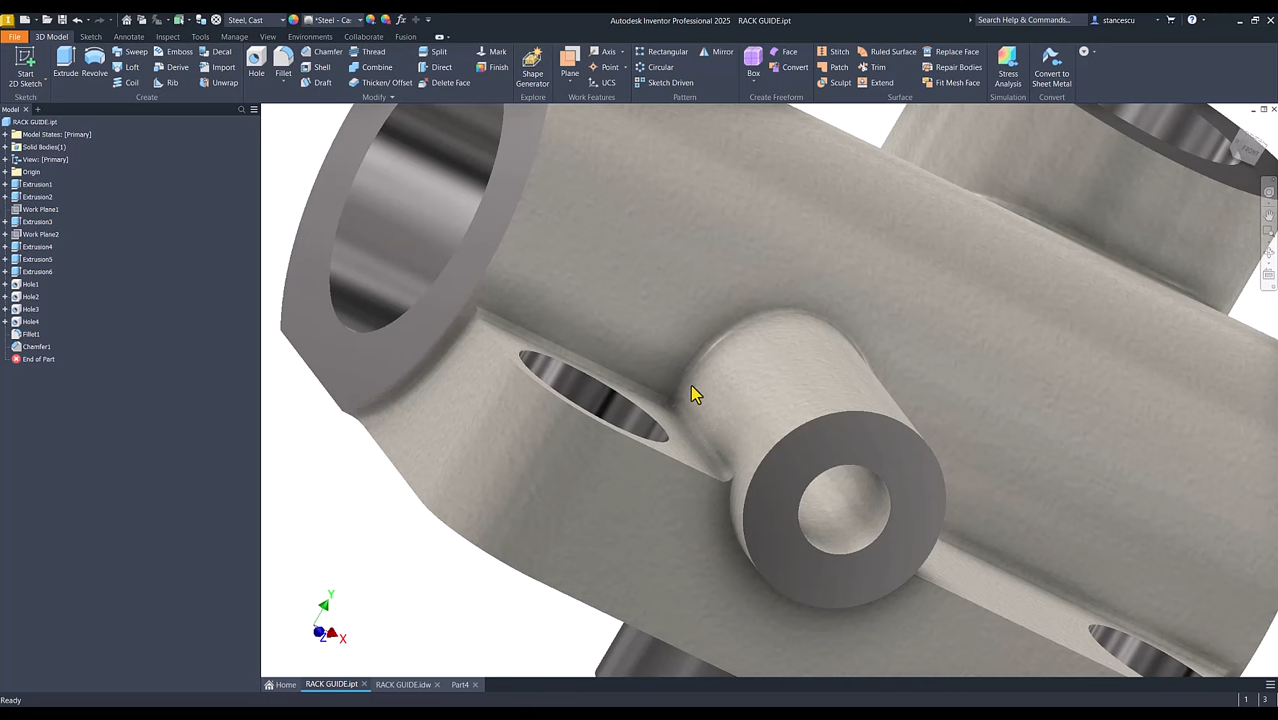 Steel, Cast
*Steel - Cas
Autodesk Inventor Professional 2025 RACK GUIDE.ipt
Search Help & Commands...
stancescu
File
3D Model
Sketch
Annotate
Inspect
Tools
Manage
View
Environments
Collaborate
Fusion
Start
2D Sketch
Sketch
Extrude
Revolve
Sweep
Loft
Coil
Emboss
Derive
Rib
Decal
Import
Unwrap
Create
Hole
Fillet
Chamfer
Shell
Draft
Thread
Combine
Thicken/ Offset
Split
Direct
Delete Face
Mark
Finish
Modify
Shape
Generator
Explore
Plane
Axis
Point
UCS
Work Features
Rectangular
Circular
Sketch Driven
Mirror
Pattern
Box
Face
Convert
Create Freeform
Stitch
Patch
Sculpt
Ruled Surface
Trim
Extend
Replace Face
Repair Bodies
Fit Mesh Face
Surface
Stress
Analysis
Simulation
Convert to
Sheet Metal
Convert
Model
RACK GUIDE.ipt
Model States: [Primary]
Solid Bodies(1)
View: [Primary]
Origin
Extrusion1
Extrusion2
Work Plane1
Extrusion3
Work Plane2
Extrusion4
Extrusion5
Extrusion6
Hole1
Hole2
Hole3
Hole4
Fillet1
Chamfer1
End of Part
FRONT
Y
Z
X
Home
RACK GUIDE.ipt
RACK GUIDE.idw
Part4
Ready
1
3